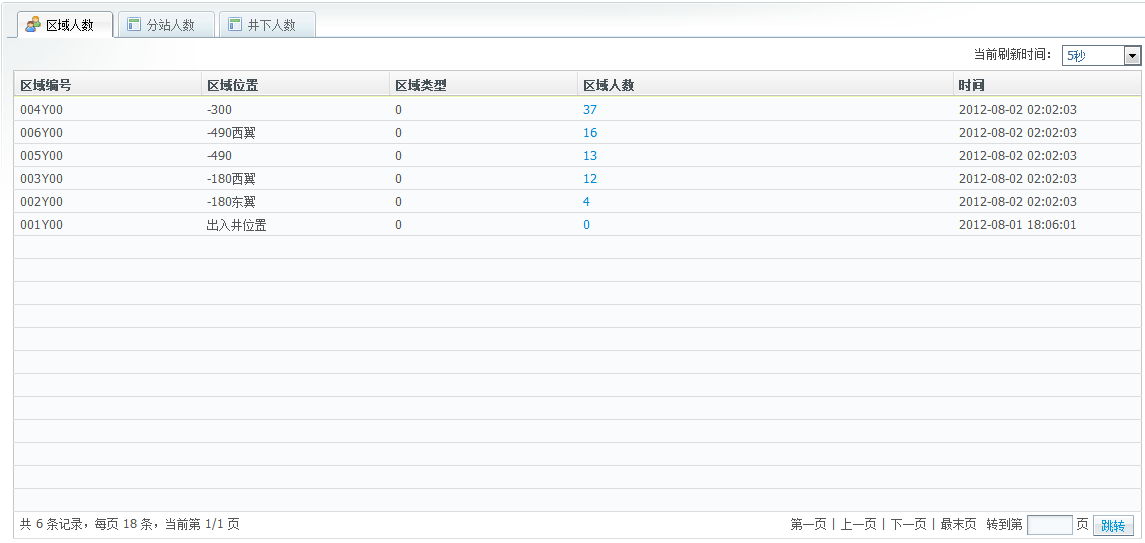 区域人数 分站人数 井下人数
当前刷新时间： 5秒
区域编号 区域位置 区域类型 区域人数 时间
004Y00 -300 0 37 2012-08-02 02:02:03
006Y00 -490西翼 0 16 2012-08-02 02:02:03
005Y00 -490 0 13 2012-08-02 02:02:03
003Y00 -180西翼 0 12 2012-08-02 02:02:03
002Y00 -180东翼 0 4 2012-08-02 02:02:03
001Y00 出入井位置 0 0 2012-08-01 18:06:01
共 6 条记录，每页 18 条，当前第 1/1 页 第一页 | 上一页 | 下一页 | 最末页 转到第 页 跳转